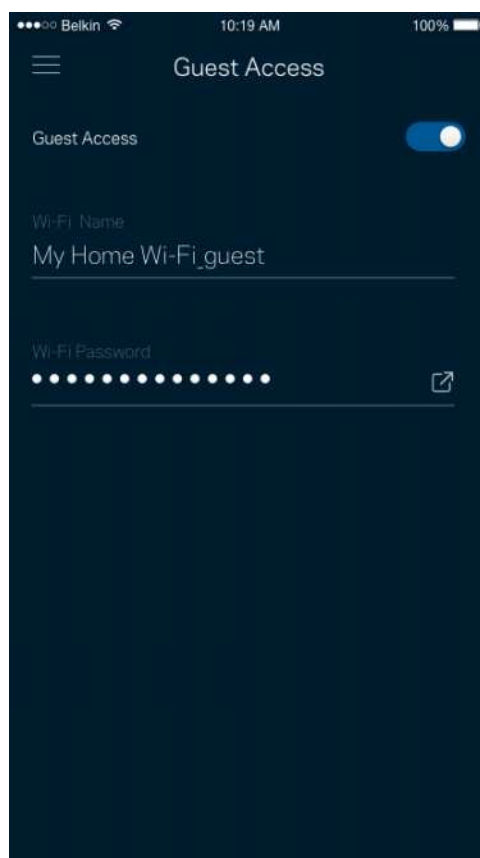 Belkin 10:19 AM 100%
Guest Access
Guest Access
Wi-Fi Name
My Home Wi-Fi_guest
Wi-Fi Password
●●●●●●●●●●●●●●